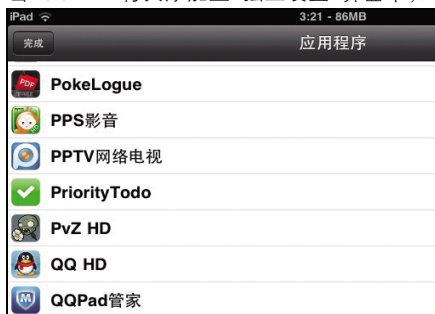 iPad 3:21 - 86MB
完成 应用程序
PDF
PokeLogue
PPS影音
PPTV网络电视
PriorityTodo
PvZ HD
QQ HD
QQPad管家